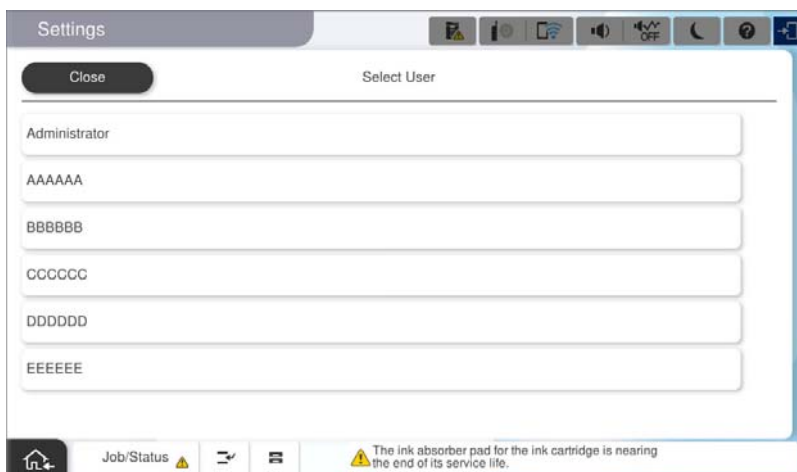 Settings
OFF
Close
Select User
Administrator
AAAAAA
BBBBBB
CCCCCC
DDDDDD
EEEEEE
Job/Status
The ink absorber pad for the ink cartridge is nearing
the end of its service life.